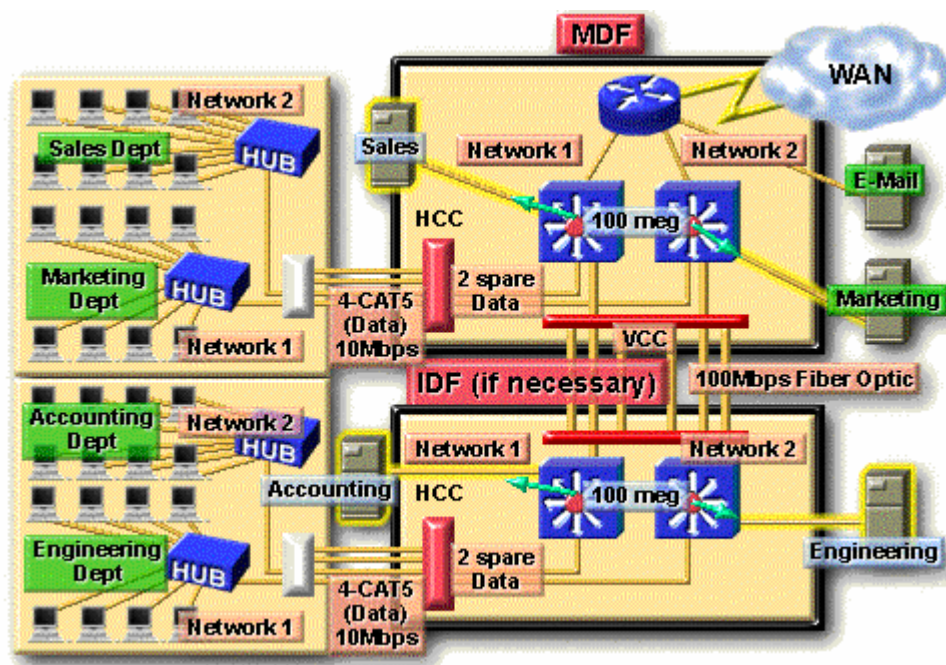 MDF
WAN
Network 2
Sales Dept
HUB
Marketing
Dept
HUB
Network 1
Sales
Network 1
Network 2
E-Mail
100 meg
HCC
2 spare
Data
4-CAT5
(Data)
10Mbps
Marketing
VCC
100Mbps Fiber Optic
IDF (if necessary)
Accounting
Dept
Network 2
HUB
Engineering
Dept
HUB
Network 1
Accounting
Network 1
Network 2
100 meg
HCC
2 spare
Data
4-CAT5
(Data)
10Mbps
Engineering